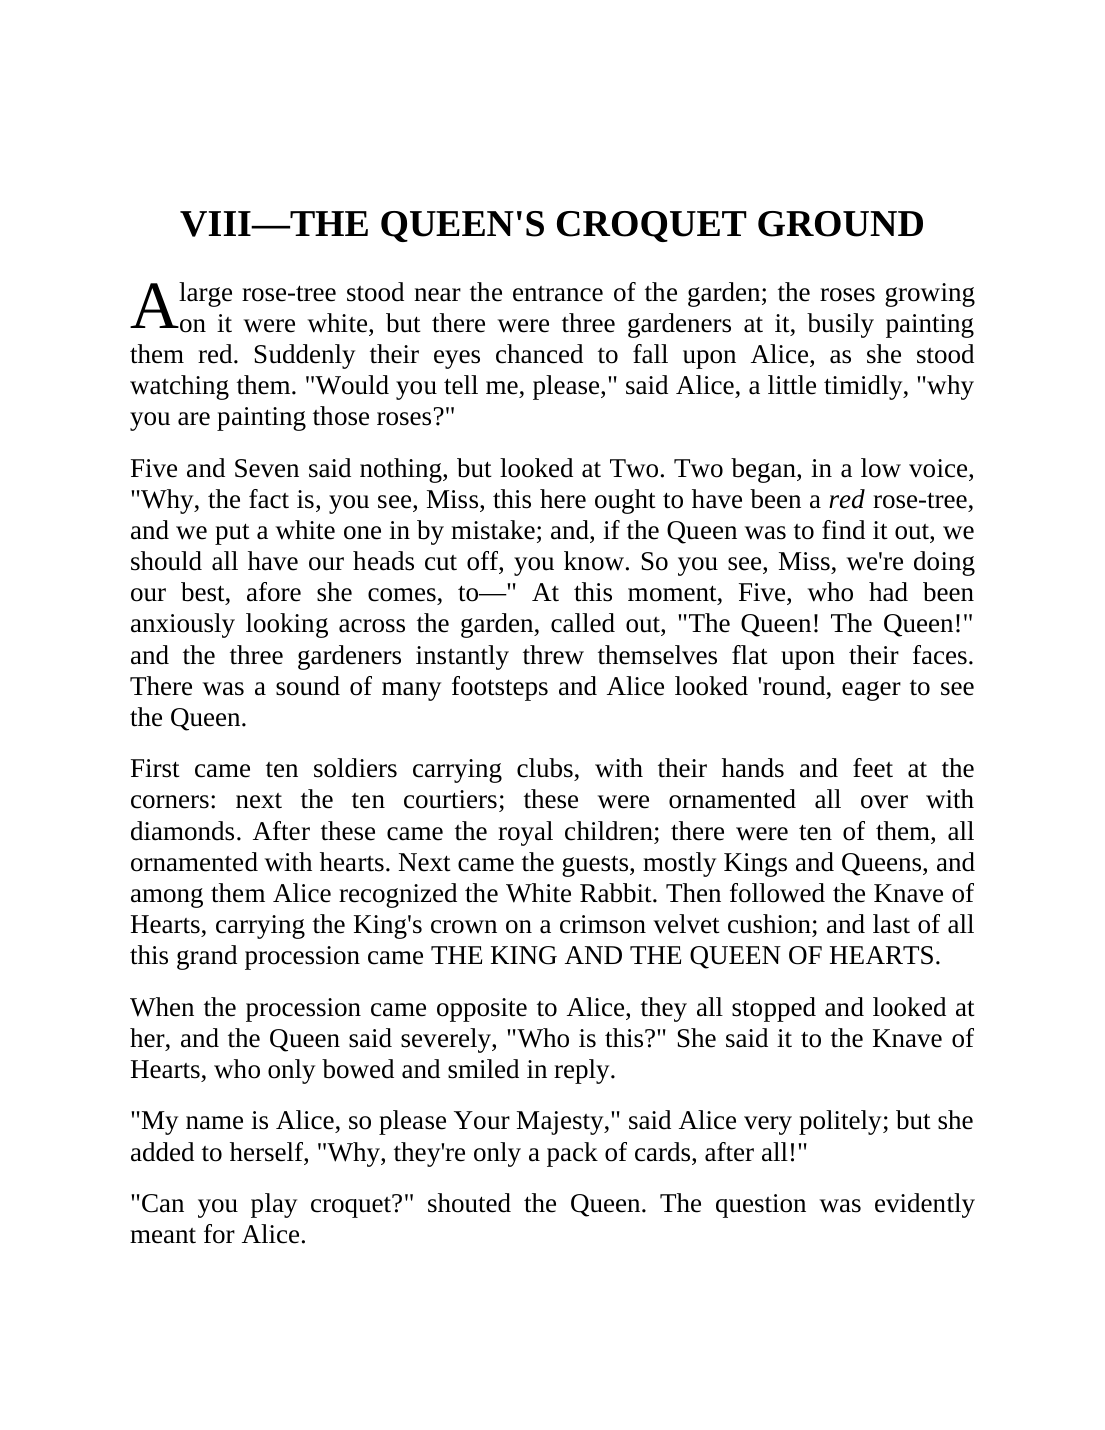 VIII—THE QUEEN'S CROQUET GROUND
A large rose-tree stood near the entrance of the garden; the roses growing
on it were white, but there were three gardeners at it, busily painting
them red. Suddenly their eyes chanced to fall upon Alice, as she stood
watching them. "Would you tell me, please," said Alice, a little timidly, "why
you are painting those roses?"
Five and Seven said nothing, but looked at Two. Two began, in a low voice,
"Why, the fact is, you see, Miss, this here ought to have been a red rose-tree,
and we put a white one in by mistake; and, if the Queen was to find it out, we
should all have our heads cut off, you know. So you see, Miss, we're doing
our best, afore she comes, to—" At this moment, Five, who had been
anxiously looking across the garden, called out, "The Queen! The Queen!"
and the three gardeners instantly threw themselves flat upon their faces.
There was a sound of many footsteps and Alice looked 'round, eager to see
the Queen.
First came ten soldiers carrying clubs, with their hands and feet at the
corners: next the ten courtiers; these were ornamented all over with
diamonds. After these came the royal children; there were ten of them, all
ornamented with hearts. Next came the guests, mostly Kings and Queens, and
among them Alice recognized the White Rabbit. Then followed the Knave of
Hearts, carrying the King's crown on a crimson velvet cushion; and last of all
this grand procession came THE KING AND THE QUEEN OF HEARTS.
When the procession came opposite to Alice, they all stopped and looked at
her, and the Queen said severely, "Who is this?" She said it to the Knave of
Hearts, who only bowed and smiled in reply.
"My name is Alice, so please Your Majesty," said Alice very politely; but she
added to herself, "Why, they're only a pack of cards, after all!"
"Can you play croquet?" shouted the Queen. The question was evidently
meant for Alice.